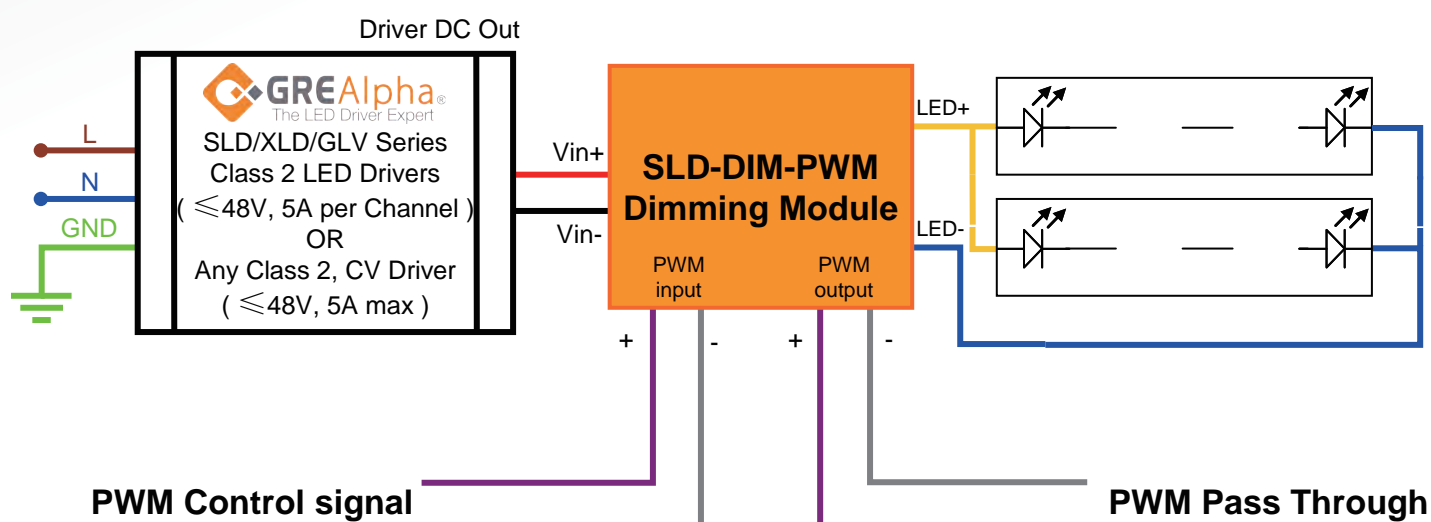 Driver DC Out
GREAlpha®
The LED Driver Expert
SLD/XLD/GLV Series
Class 2 LED Drivers
( ≤48V, 5A per Channel )
OR
Any Class 2, CV Driver
( ≤48V, 5A max )
L
N
GND
Vin+
Vin-
SLD-DIM-PWM
Dimming Module
PWM
input
PWM
output
LED+
LED-
+
-
+
-
PWM Control signal
PWM Pass Through